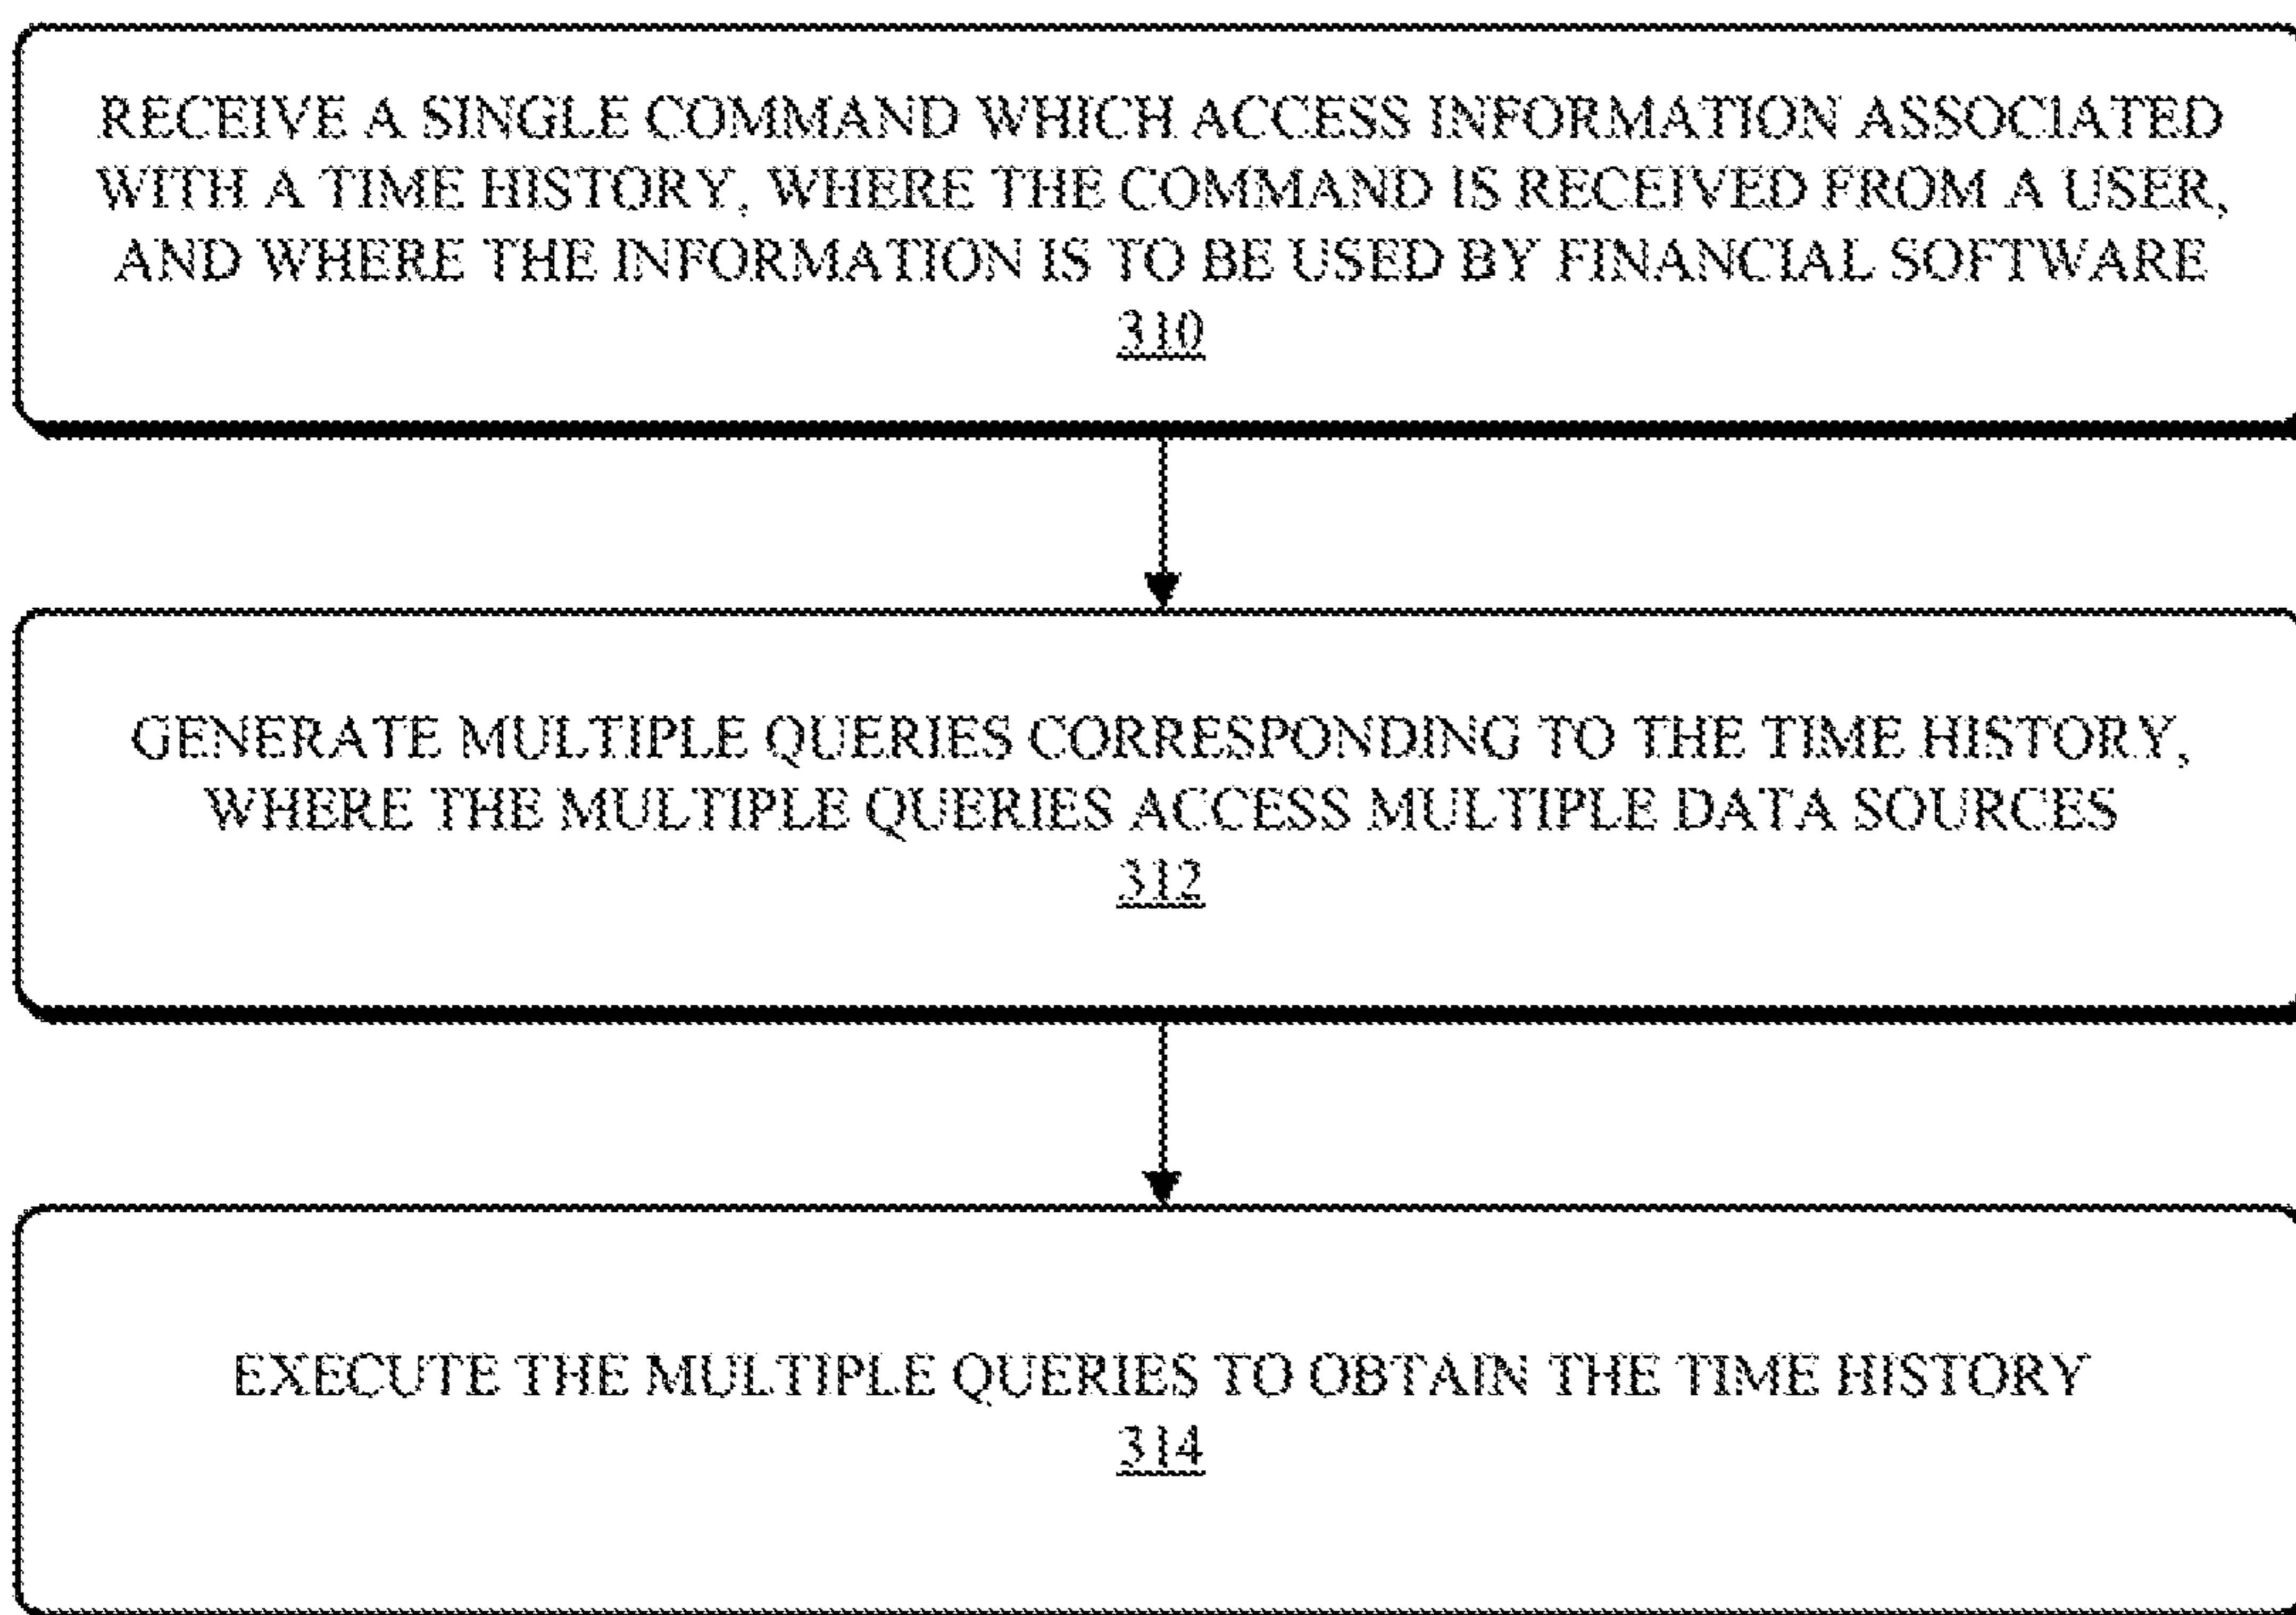 RECEIVE A SINGLE COMMAND WHICH ACCESS INFORMATION ASSOCIATED
WITH A TIME HISTORY, WHERE THE COMMAND IS RECEIVED FROM A USER,
AND WHERE THE INFORMATION IS TO BE USED BY FINANCIAL SOFTWARE
310
GENERATE MULTIPLE QUERIES CORRESPONDING TO THE TIME HISTORY,
WHERE THE MULTIPLE QUERIES ACCESS MULTIPLE DATA SOURCES
312
EXECUTE THE MULTIPLE QUERIES TO OBTAIN THE TIME HISTORY
314